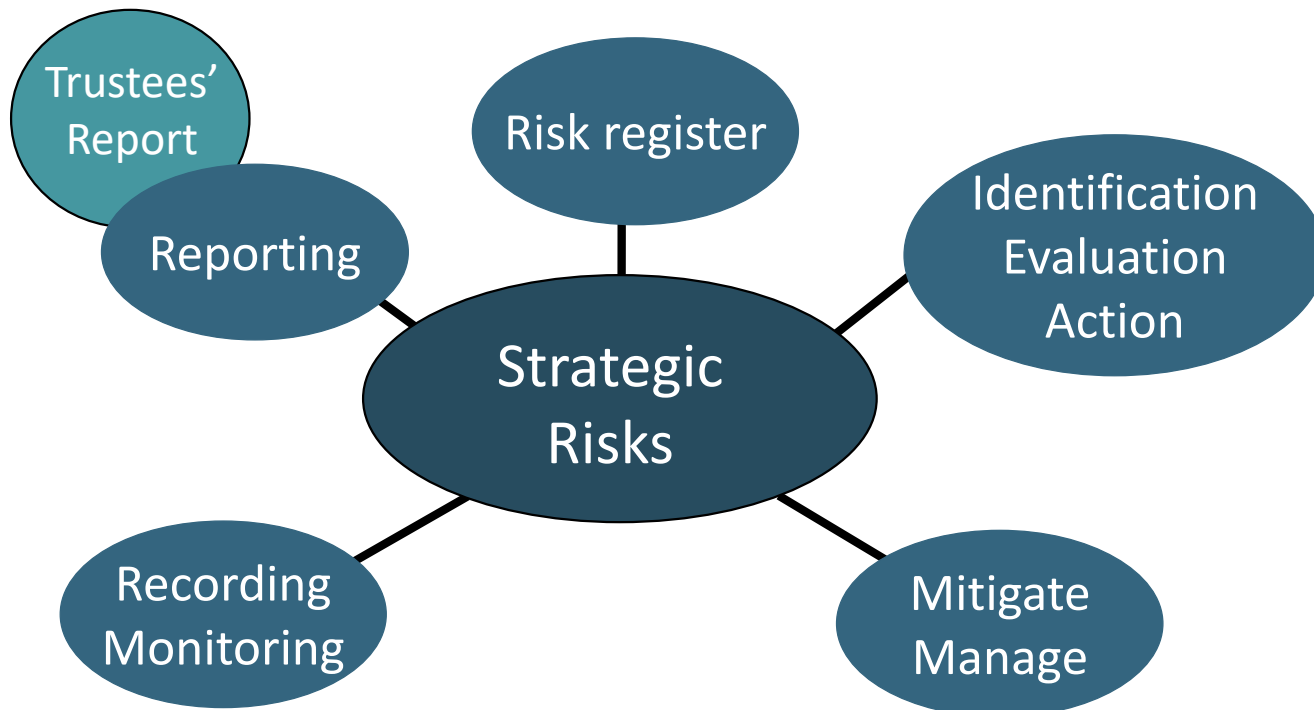 Trustees’
Report
Reporting
Risk register
Identification
Evaluation
Action
Strategic
Risks
Recording
Monitoring
Mitigate
Manage